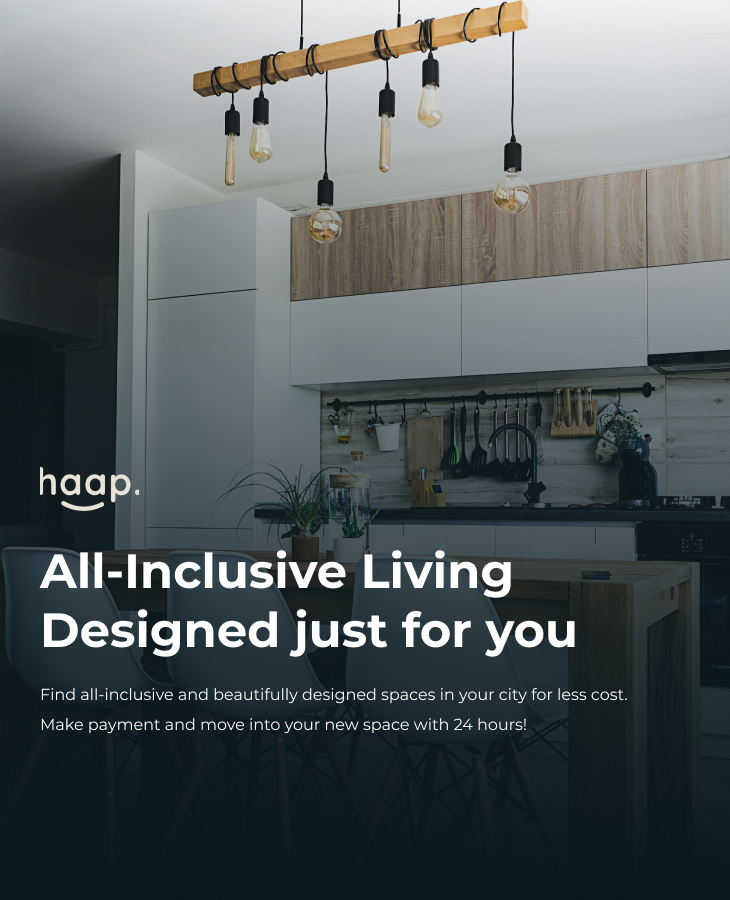 haap.
All-Inclusive Living
Designed just for you
Find all-inclusive and beautifully designed spaces in your city for less cost.
Make payment and move into your new space with 24 hours!